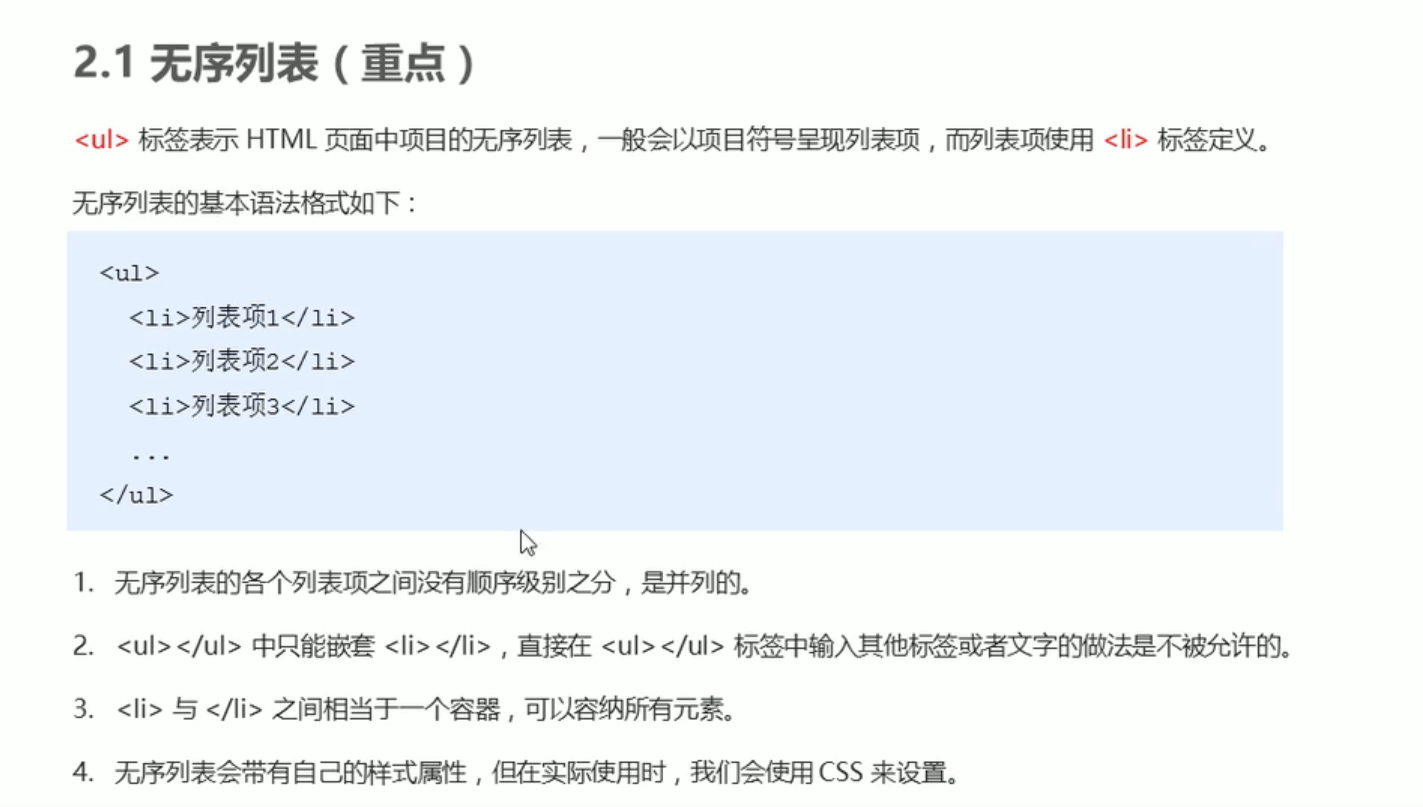 2.1 无序列表（重点）
<ul> 标签表示 HTML 页面中项目的无序列表，一般会以项目符号呈现列表项，而列表项使用 <li> 标签定义。
无序列表的基本语法格式如下：
<ul>
<li>列表项1</li>
<li>列表项2</li>
<li>列表项3</li>
...
</ul>
1. 无序列表的各个列表项之间没有顺序级别之分，是并列的。
2. <ul></ul> 中只能嵌套 <li></li>，直接在 <ul></ul> 标签中输入其他标签或者文字的做法是不被允许的。
3. <li> 与 </li> 之间相当于一个容器，可以容纳所有元素。
4. 无序列表会带有自己的样式属性，但在实际使用时，我们会使用 CSS 来设置。